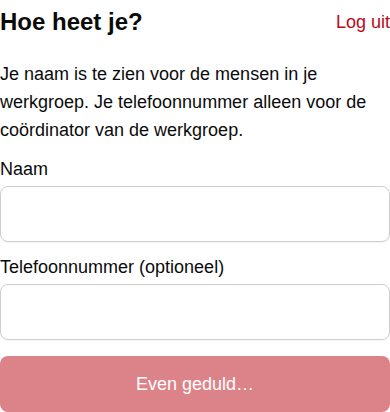 Hoe heet je?
Log uit
Je naam is te zien voor de mensen in je
werkgroep. Je telefoonnummer alleen voor de
coördinator van de werkgroep.
Naam
Telefoonnummer (optioneel)
Even geduld…